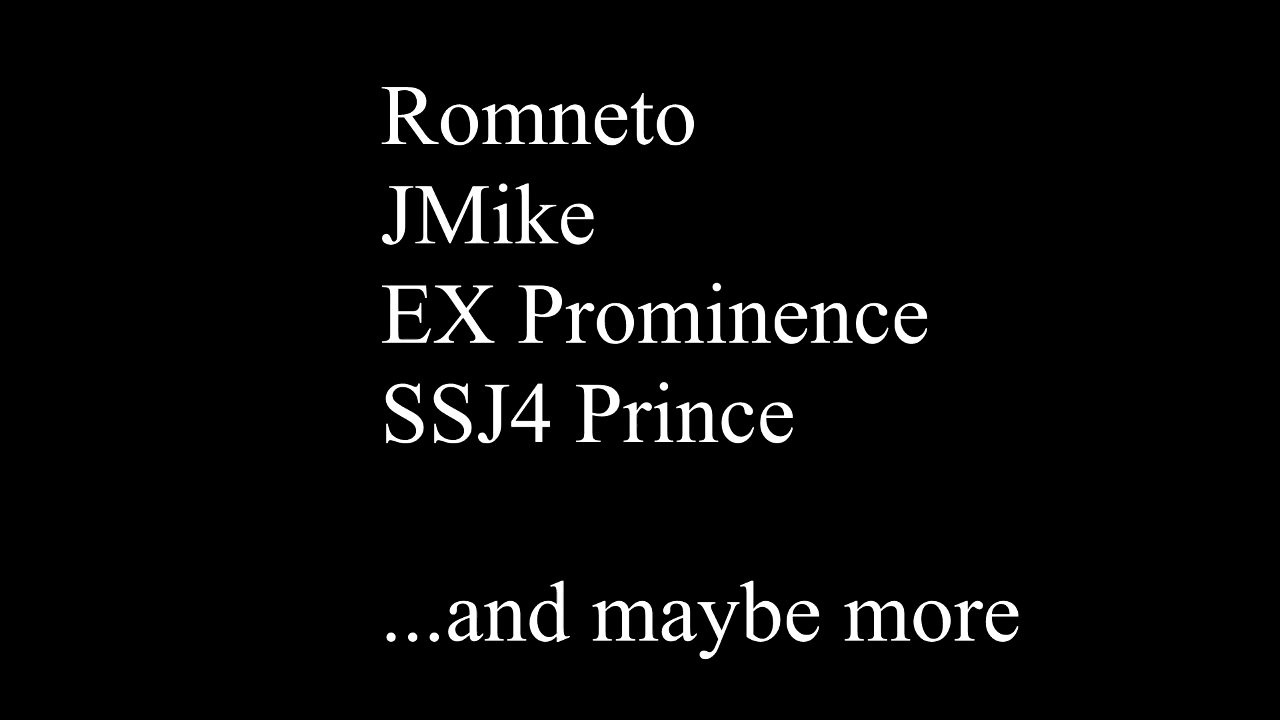 Romneto
JMike
EX Prominence
SSJ4 Prince
...and maybe more